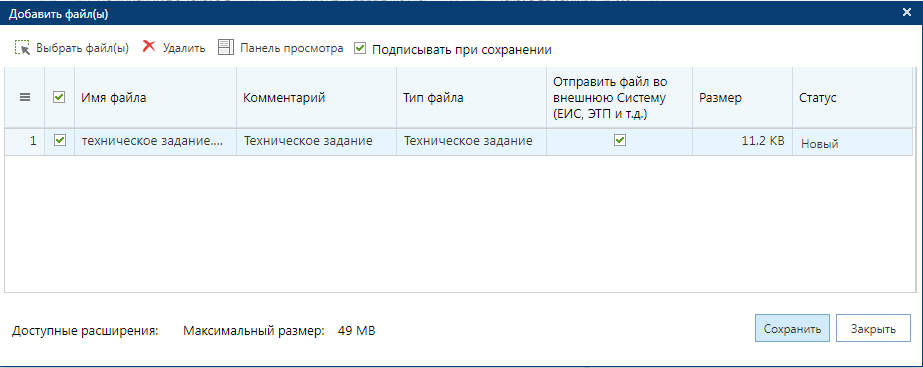 Добавить файл(ы)
Выбрать файл(ы) Удалить Панель просмотра Подписывать при сохранении
Имя файла Комментарий Тип файла Отправить файл во внешнюю Систему (ЕИС, ЭТП и т.д.) Размер Статус
1 техническое задание.... Техническое задание Техническое задание 11.2 KB Новый
Доступные расширения: Максимальный размер: 49 MB Сохранить Закрыть